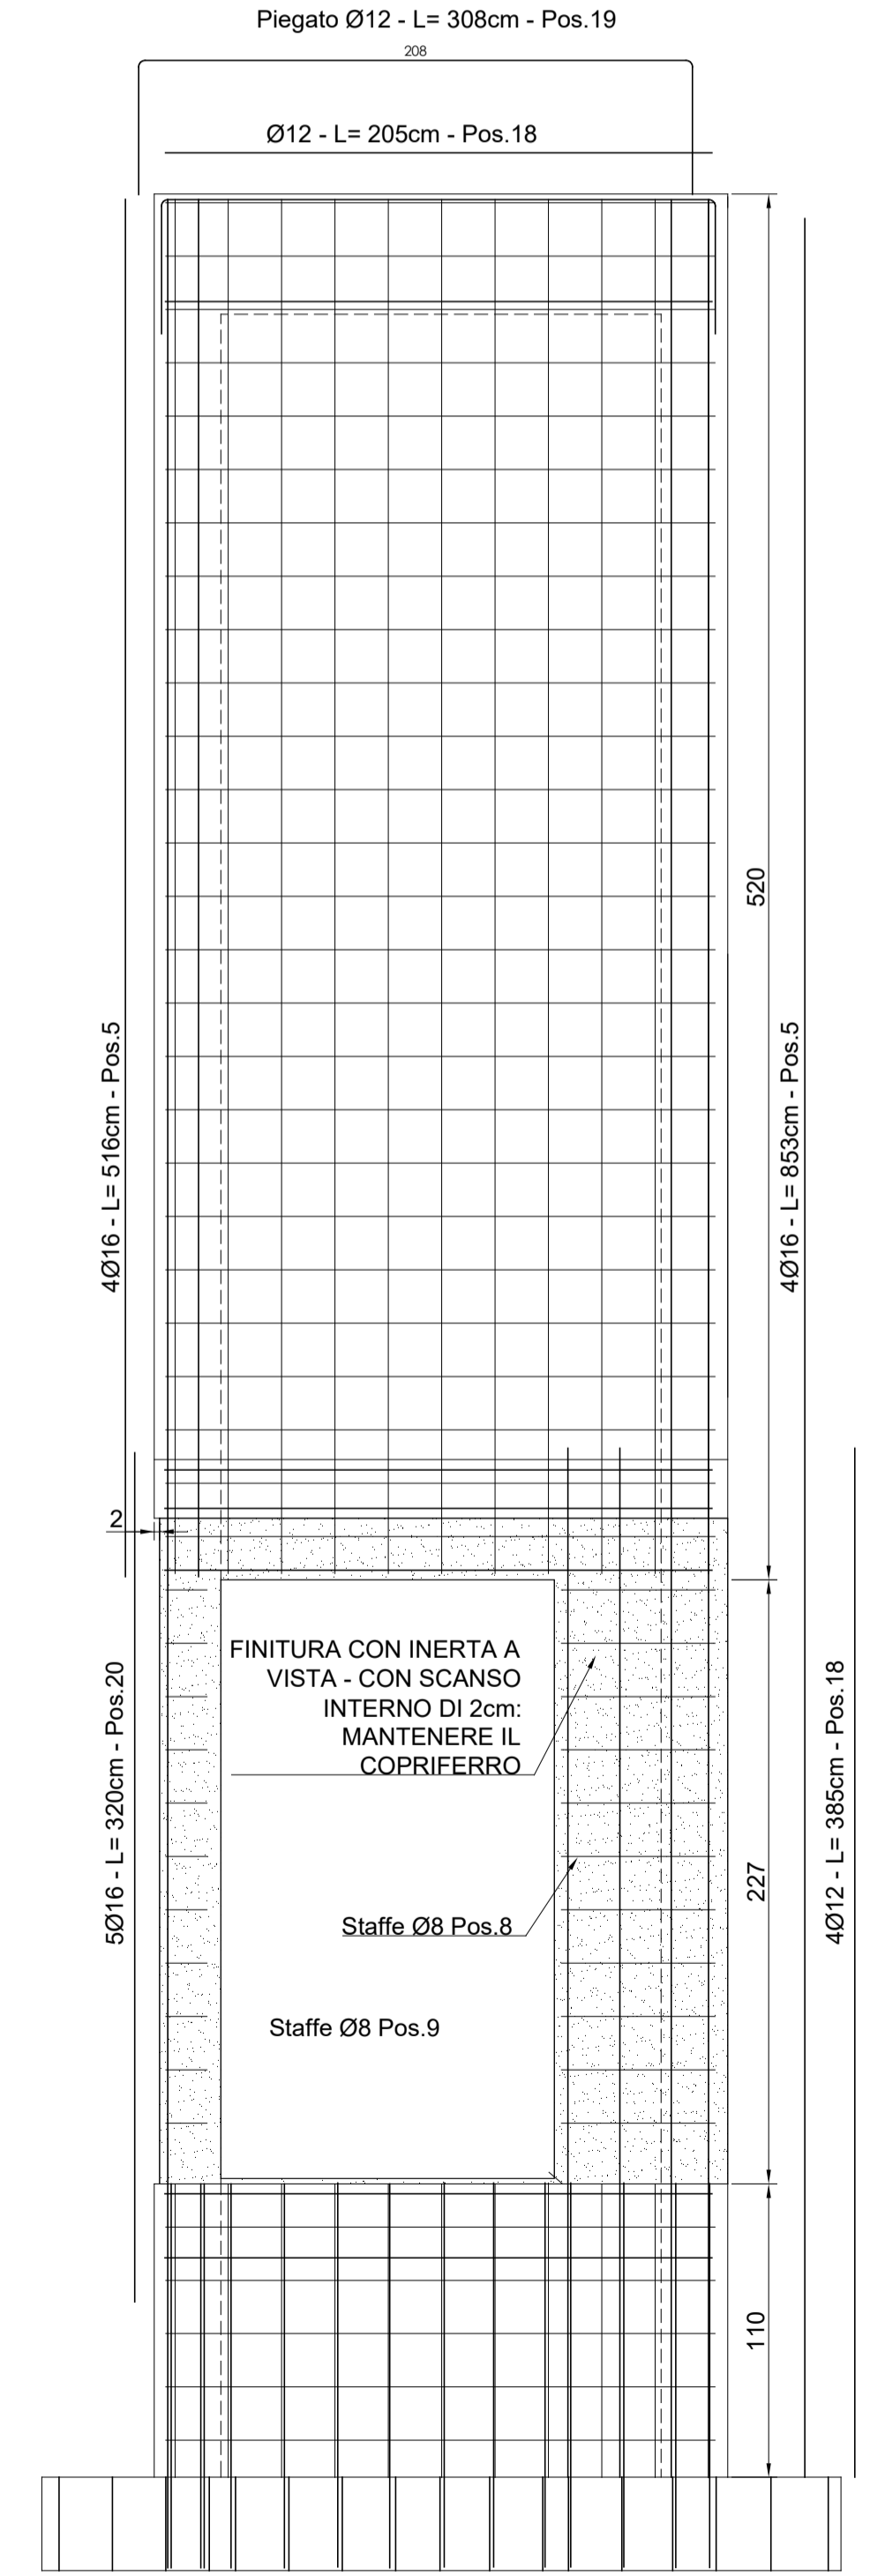 Piegato Ø12 - L= 308cm - Pos.19
208
Ø12 - L= 205cm - Pos.18
520
4Ø16 - L= 516cm - Pos.5
4Ø16 - L= 853cm - Pos.5
2
FINITURA CON INERTA A
VISTA - CON SCANSO
INTERNO DI 2cm:
MANTENERE IL
COPRIFERRO
5Ø16 - L= 320cm - Pos.20
4Ø12 - L= 385cm - Pos.18
227
Staffe Ø8 Pos.8
Staffe Ø8 Pos.9
110